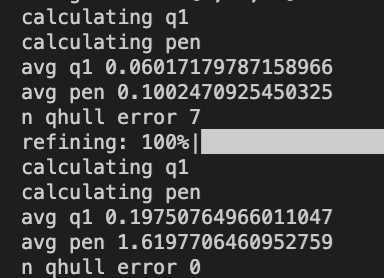 calculating q1
calculating pen
avg q1 0.06017179787158966
avg pen 0.1002470925450325
n qhull error 7
refining: 100%|
calculating q1
calculating pen
avg q1 0.19750764966011047
avg pen 1.6197706460952759
n qhull error 0